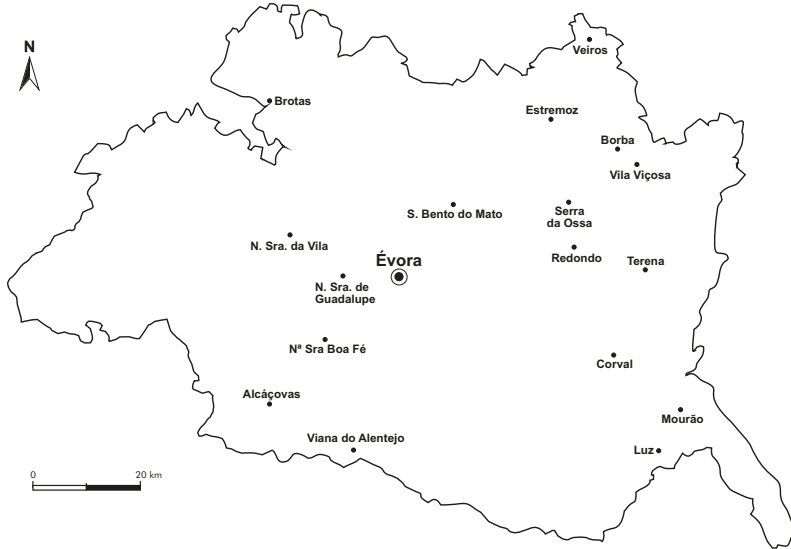 N
Veiros
Brotas
Estremoz
Borba
Vila Viçosa
S. Bento do Mato
Serra
da Ossa
N. Sra. da Vila
Évora
Redondo
Terena
N. Sra. de
Guadalupe
Nª Sra Boa Fé
Corval
Alcáçovas
Mourão
Viana do Alentejo
Luz
0 20 km